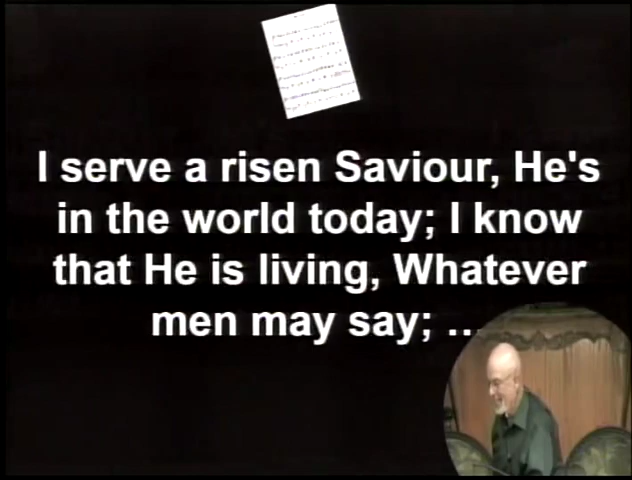 I serve a risen Saviour, He's
in the world today; I know
that He is living, Whatever
men may say; ...